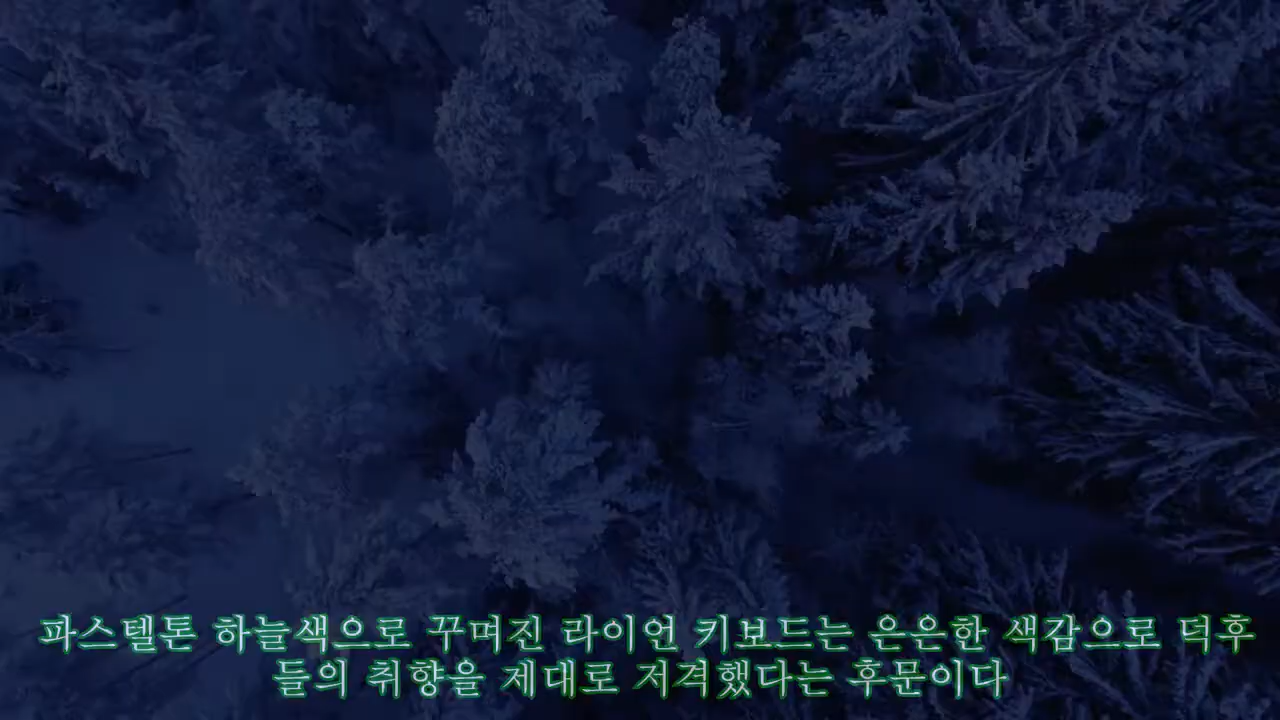 파스텔톤 하늘색으로 꾸며진 라이언 키보드는 은은한 색감으로 덕후
들의 취향을 제대로 저격했다는 후문이다